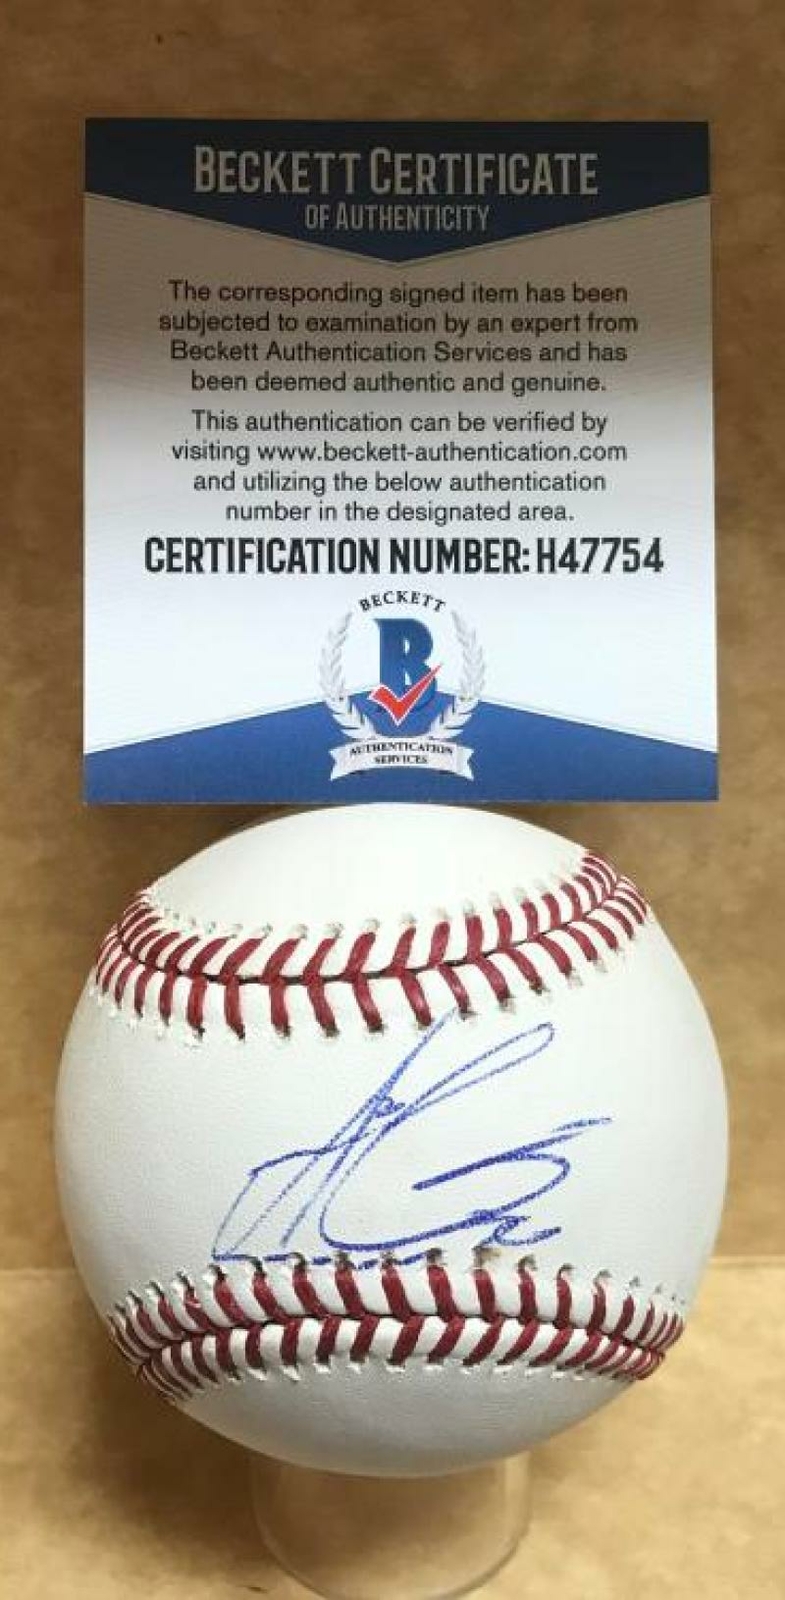 BECKETT CERTIFICATE
OF AUTHENTICITY
The corresponding signed item has been
subjected to examination by an expert from
Beckett Authentication Services and has
been deemed authentic and genuine.
This authentication can be verified by
visiting www.beckett-authentication.com
and utilizing the below authentication
number in the designated area.
CERTIFICATION NUMBER: H47754
BECKETT
B
AUTHENTICATION
SERVICES